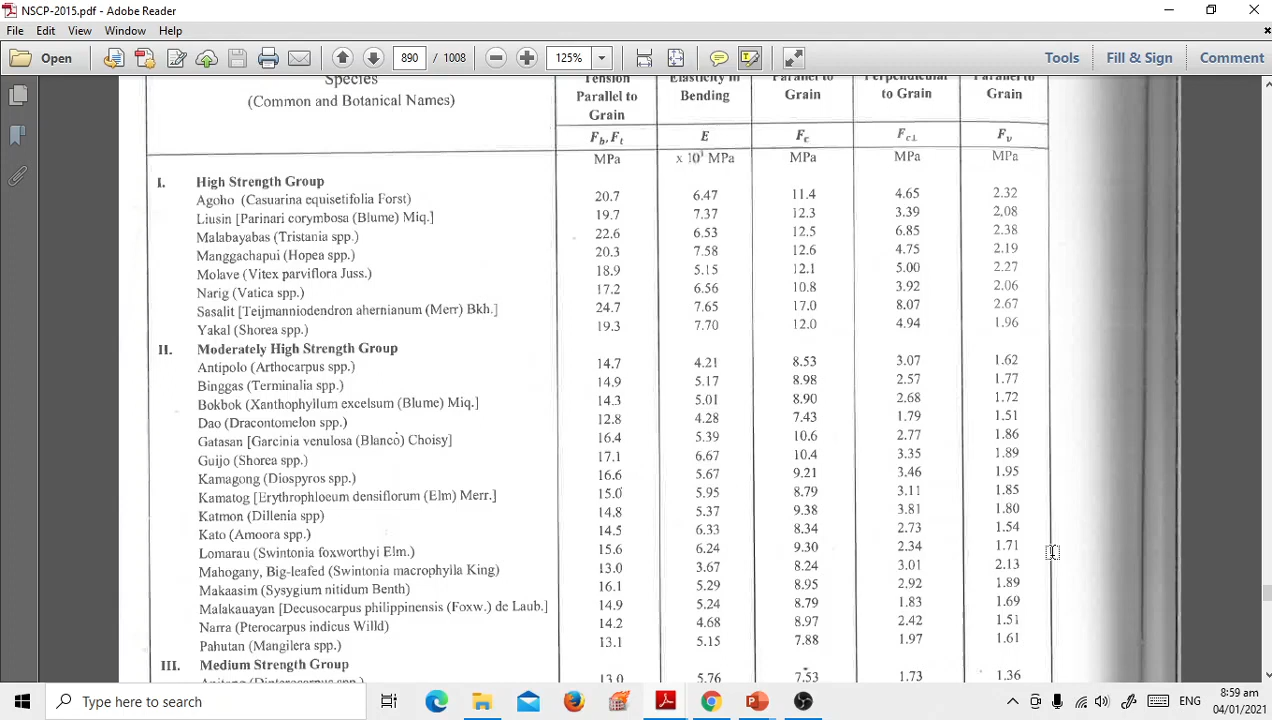 NSCP-2015.pdf - Adobe Reader
File Edit View Window Help
Open 890 / 1008 125% Tools Fill & Sign Comment
Species Tension Elasticity in Parallel to Perpendicular Parallel to
(Common and Botanical Names) Parallel to Bending Grain to Grain Grain
Grain
Fb, Ft E Fc Fc⊥ Fv
MPa x 10³ MPa MPa MPa MPa
I. High Strength Group
Agoho (Casuarina equisetifolia Forst) 20.7 6.47 11.4 4.65 2.32
Liusin [Parinari corymbosa (Blume) Miq.] 19.7 7.37 12.3 3.39 2,08
Malabayabas (Tristania spp.) 22.6 6.53 12.5 6.85 2.38
Manggachapui (Hopea spp.) 20.3 7.58 12.6 4.75 2.19
Molave (Vitex parviflora Juss.) 18.9 5.15 12.1 5.00 2.27
Narig (Vatica spp.) 17.2 6.56 10.8 3.92 2.06
Sasalit [Teijmanniodendron ahernianum (Merr) Bkh.] 24.7 7.65 17.0 8.07 2.67
Yakal (Shorea spp.) 19.3 7.70 12.0 4.94 1.96
II. Moderately High Strength Group
Antipolo (Arthocarpus spp.) 14.7 4.21 8.53 3.07 1.62
Binggas (Terminalia spp.) 14.9 5.17 8.98 2.57 1.77
Bokbok (Xanthophyllum excelsum (Blume) Miq.] 14.3 5.01 8.90 2.68 1.72
Dao (Dracontomelon spp.) 12.8 4.28 7.43 1.79 1.51
Gatasan [Garcinia venulosa (Blanco) Choisy] 16.4 5.39 10.6 2.77 1.86
Guijo (Shorea spp.) 17.1 6.67 10.4 3.35 1.89
Kamagong (Diospyros spp.) 16.6 5.67 9.21 3.46 1.95
Kamatog [Erythrophloeum densiflorum (Elm) Merr.] 15.0 5.95 8.79 3.11 1.85
Katmon (Dillenia spp) 14.8 5.37 9.38 3.81 1.80
Kato (Amoora spp.) 14.5 6.33 8.34 2.73 1.54
Lomarau (Swintonia foxworthyi Elm.) 15.6 6.24 9.30 2.34 1.71
Mahogany, Big-leafed (Swintonia macrophylla King) 13.0 3.67 8.24 3.01 2.13
Makaasim (Sysygium nitidum Benth) 16.1 5.29 8.95 2.92 1.89
Malakauayan [Decusocarpus philippinensis (Foxw.) de Laub.] 14.9 5.24 8.79 1.83 1.69
Narra (Pterocarpus indicus Willd) 14.2 4.68 8.97 2.42 1.51
Pahutan (Mangilera spp.) 13.1 5.15 7.88 1.97 1.61
III. Medium Strength Group
13.0 5.76 7.53 1.73 1.36
Type here to search ENG 8:59 am
04/01/2021